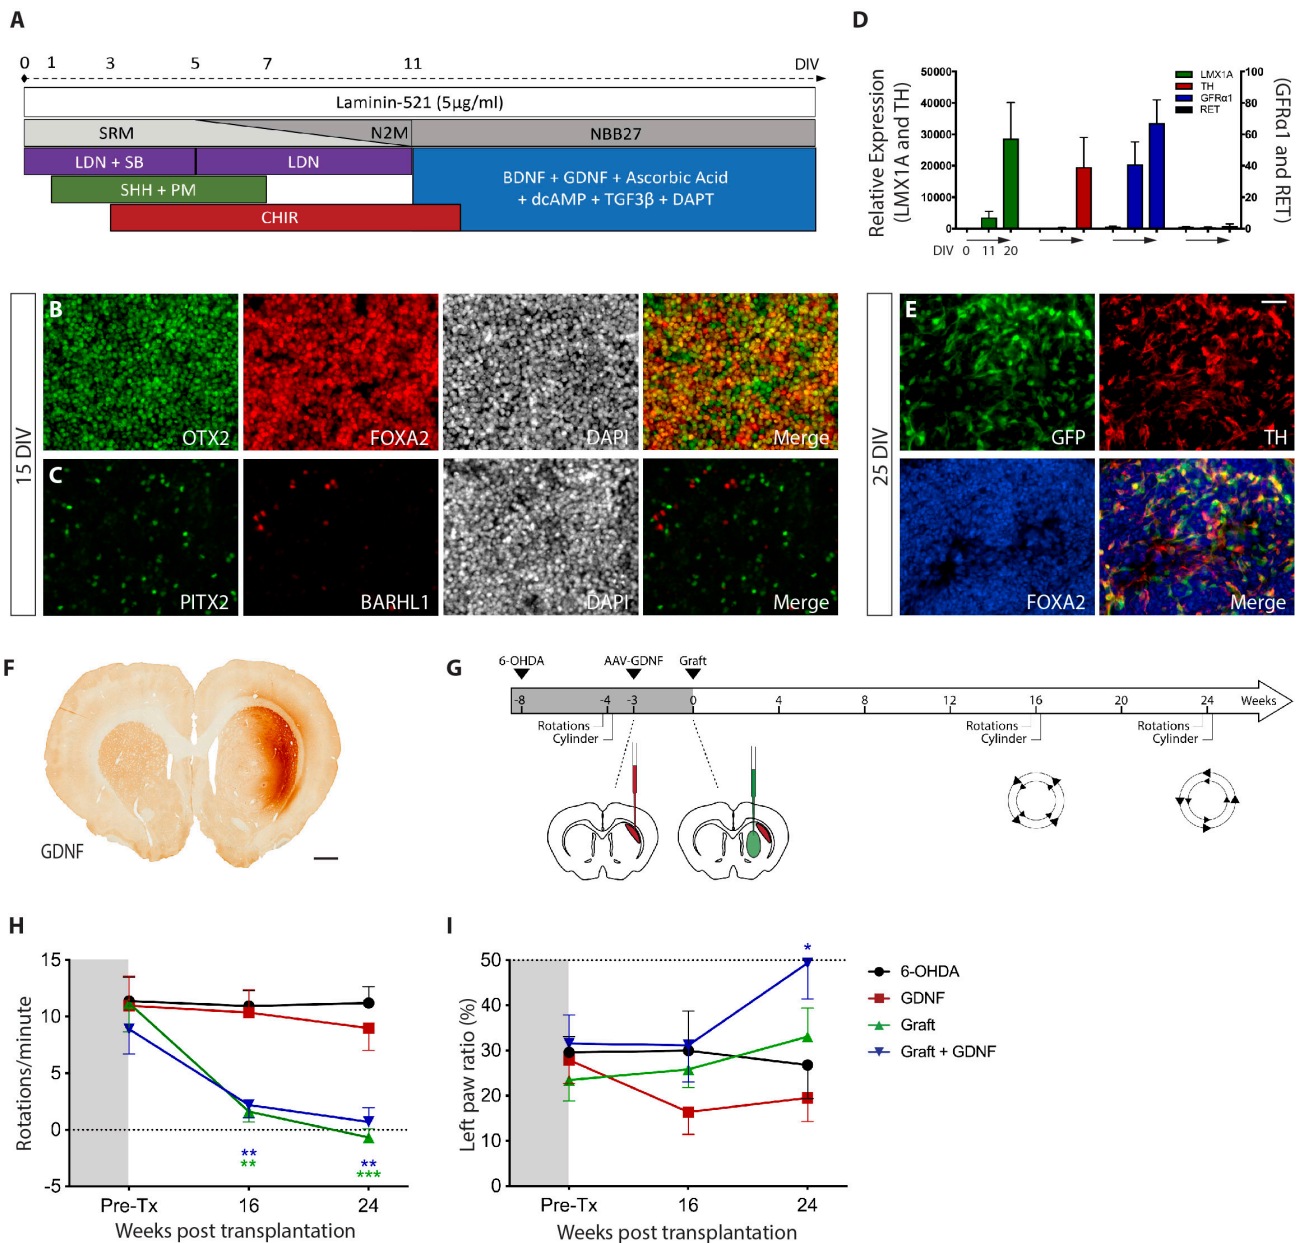 A
0 1 3 5 7 11 DIV
Laminin-521 (5µg/ml)
SRM N2M NBB27
LDN + SB LDN
SHH + PM
CHIR
BDNF + GDNF + Ascorbic Acid
+ dcAMP + TGF3β + DAPT
D
Relative Expression
(LMX1A and TH)
50000
40000
30000
20000
10000
0
LMX1A
TH
GFRα1
RET
100
80
60
40
20
0
(GFRα1 and RET)
DIV 0 11 20
15 DIV
B
OTX2 FOXA2 DAPI Merge
C
PITX2 BARHL1 DAPI Merge
25 DIV
E
GFP TH
FOXA2 Merge
F
GDNF
G
6-OHDA AAV-GDNF Graft
-8 -4 -3 0 4 8 12 16 20 24 Weeks
Rotations Rotations Rotations
Cylinder Cylinder Cylinder
H
Rotations/minute
15
10
5
0
-5
** **
** ***
Pre-Tx 16 24
Weeks post transplantation
I
Left paw ratio (%)
50
40
30
20
10
0
*
Pre-Tx 16 24
Weeks post transplantation
6-OHDA
GDNF
Graft
Graft + GDNF